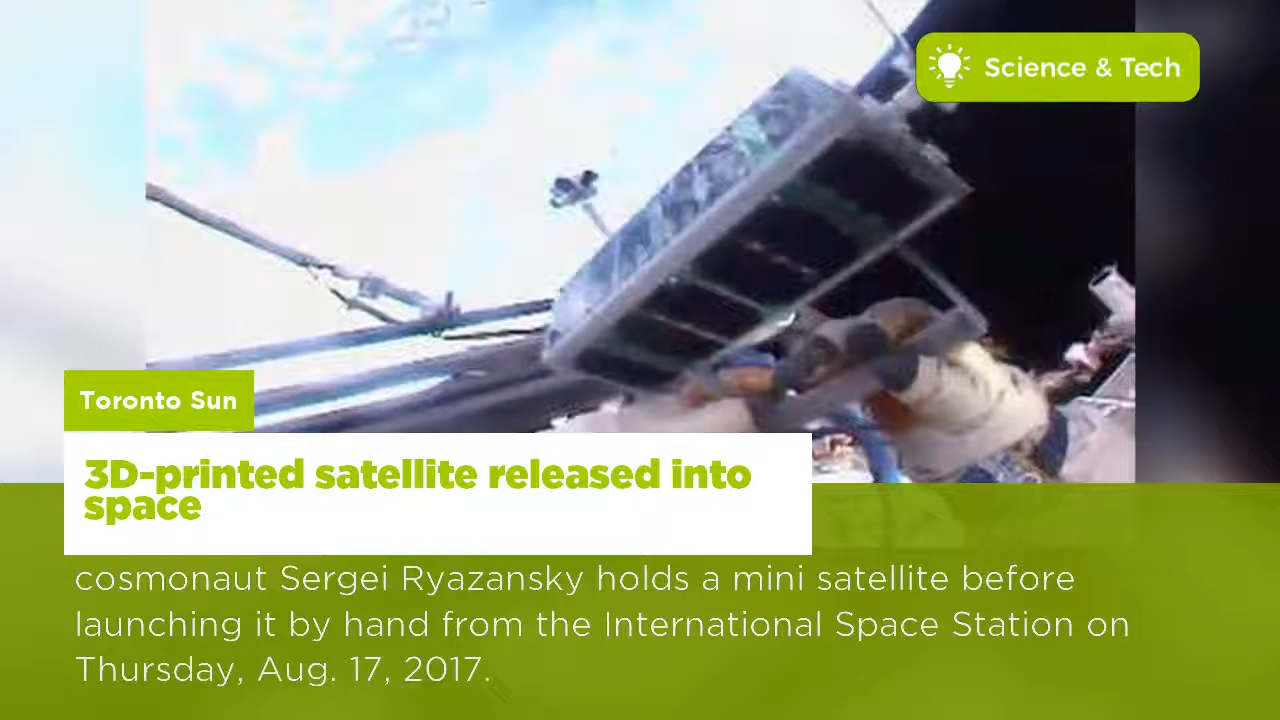 Science & Tech
Toronto Sun
3D-printed satellite released into
space
cosmonaut Sergei Ryazansky holds a mini satellite before
launching it by hand from the International Space Station on
Thursday, Aug. 17, 2017.